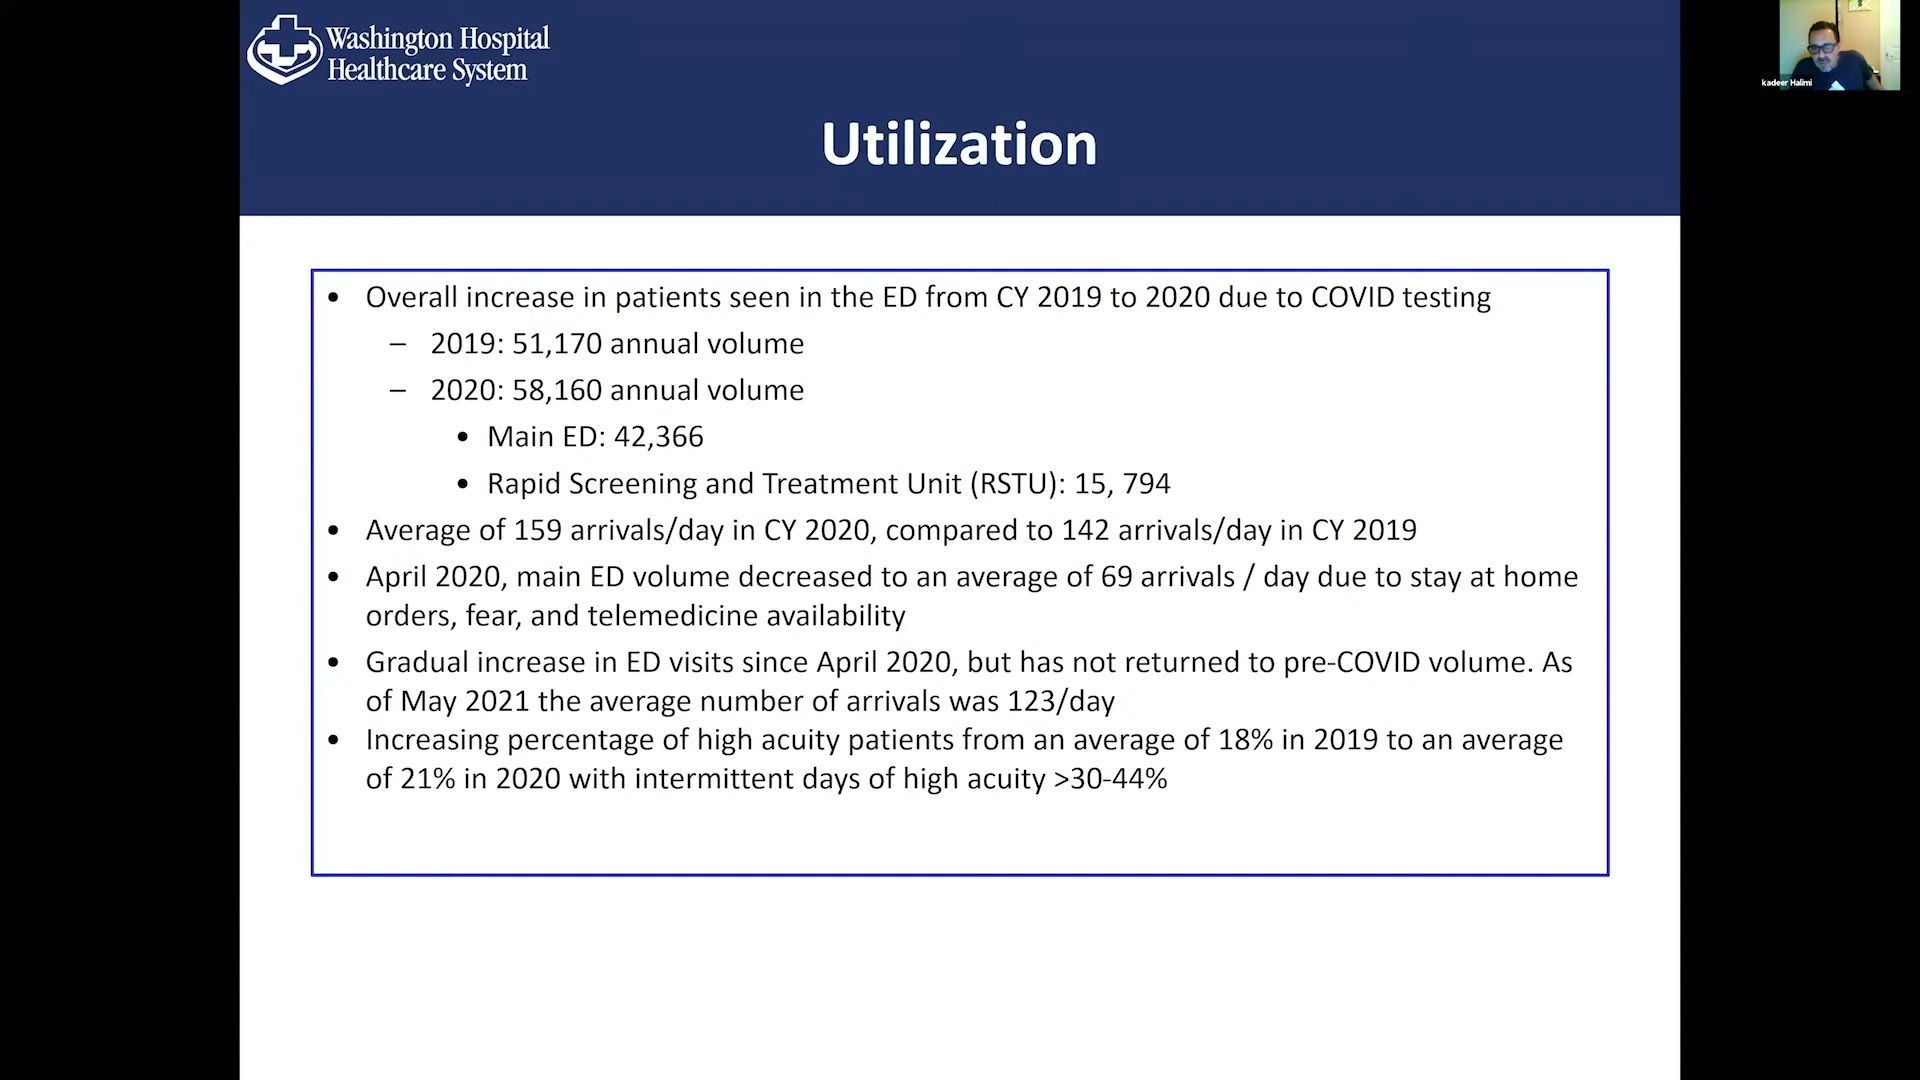 Washington Hospital
Healthcare System
kadeer Halimi
Utilization
• Overall increase in patients seen in the ED from CY 2019 to 2020 due to COVID testing
– 2019: 51,170 annual volume
– 2020: 58,160 annual volume
• Main ED: 42,366
• Rapid Screening and Treatment Unit (RSTU): 15, 794
• Average of 159 arrivals/day in CY 2020, compared to 142 arrivals/day in CY 2019
• April 2020, main ED volume decreased to an average of 69 arrivals / day due to stay at home
orders, fear, and telemedicine availability
• Gradual increase in ED visits since April 2020, but has not returned to pre-COVID volume. As
of May 2021 the average number of arrivals was 123/day
• Increasing percentage of high acuity patients from an average of 18% in 2019 to an average
of 21% in 2020 with intermittent days of high acuity >30-44%